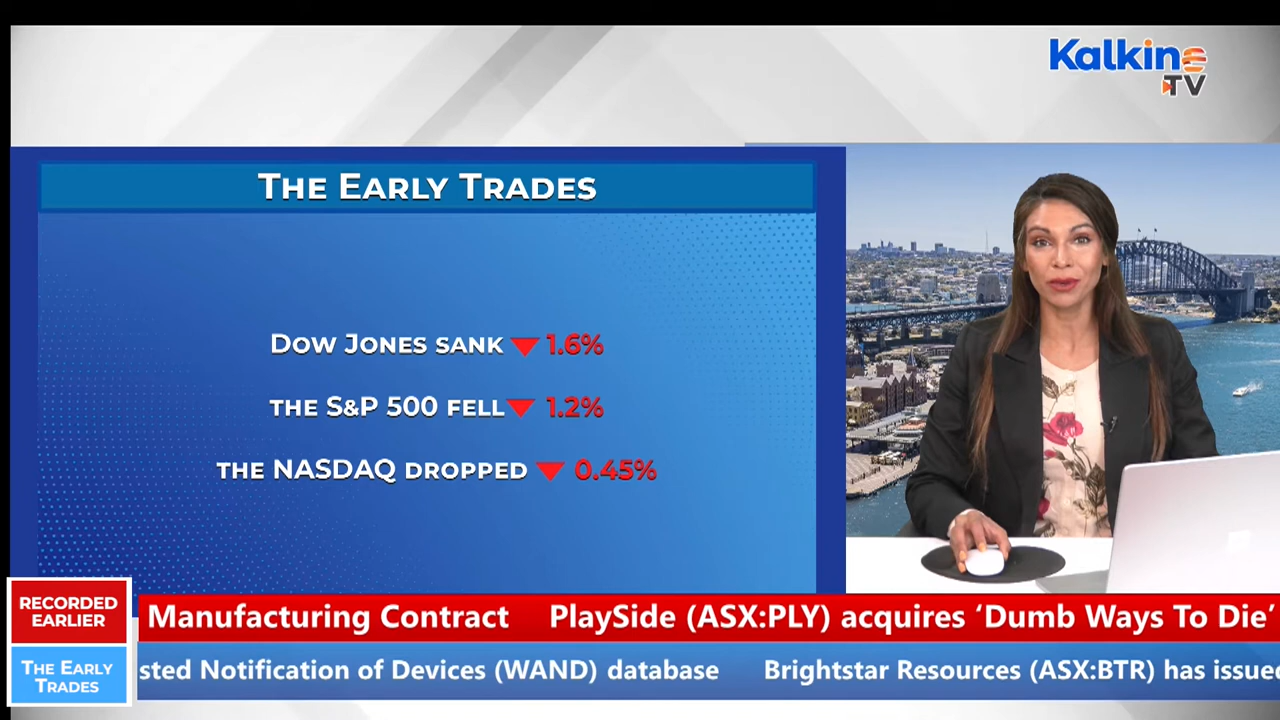 Kalkine
TV
THE EARLY TRADES
DOW JONES SANK ▼ 1.6%
THE S&P 500 FELL ▼ 1.2%
THE NASDAQ DROPPED ▼ 0.45%
RECORDED
EARLIER
Manufacturing Contract PlaySide (ASX:PLY) acquires ‘Dumb Ways To Die’
THE EARLY
TRADES
sted Notification of Devices (WAND) database Brightstar Resources (ASX:BTR) has issued